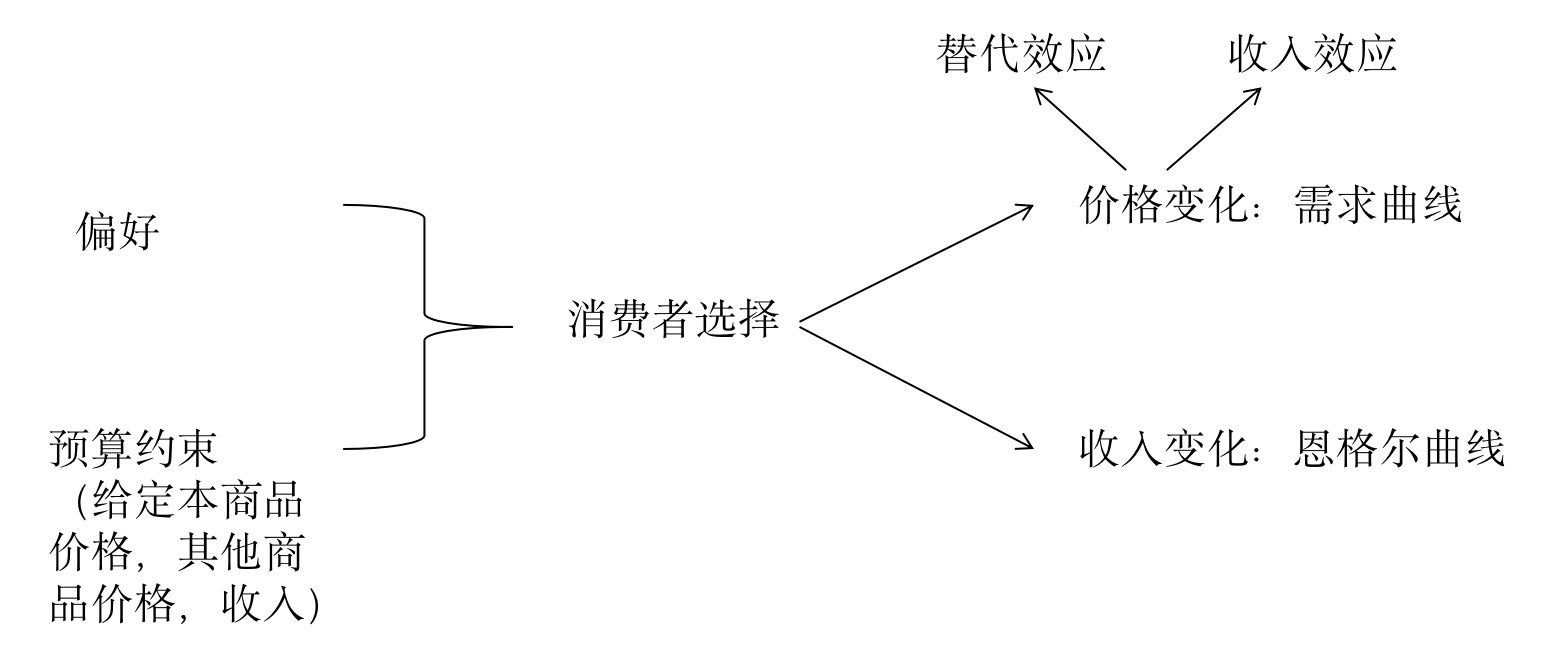 替代效应
收入效应
价格变化：需求曲线
偏好
消费者选择
预算约束
（给定本商品
价格，其他商
品价格，收入）
收入变化：恩格尔曲线